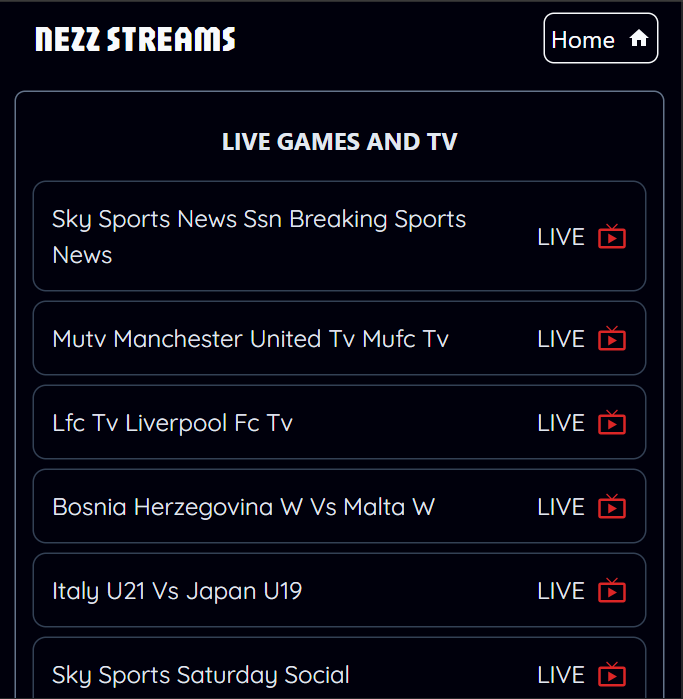 NEZZ STREAMS
Home
LIVE GAMES AND TV
Sky Sports News Ssn Breaking Sports
News
LIVE
Mutv Manchester United Tv Mufc Tv
LIVE
Lfc Tv Liverpool Fc Tv
LIVE
Bosnia Herzegovina W Vs Malta W
LIVE
Italy U21 Vs Japan U19
LIVE
Sky Sports Saturday Social
LIVE